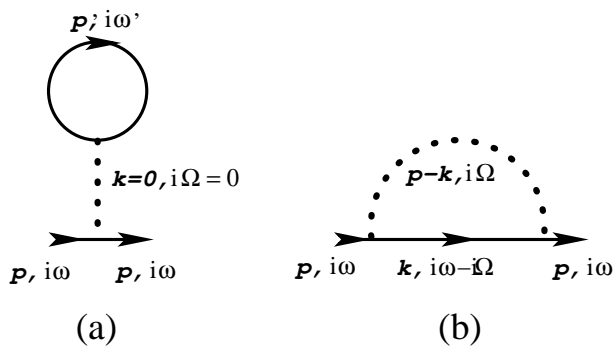 p’, iω’
k=0, iΩ = 0
p–k, iΩ
p, iω p, iω p, iω k, iω–iΩ p, iω
(a) (b)